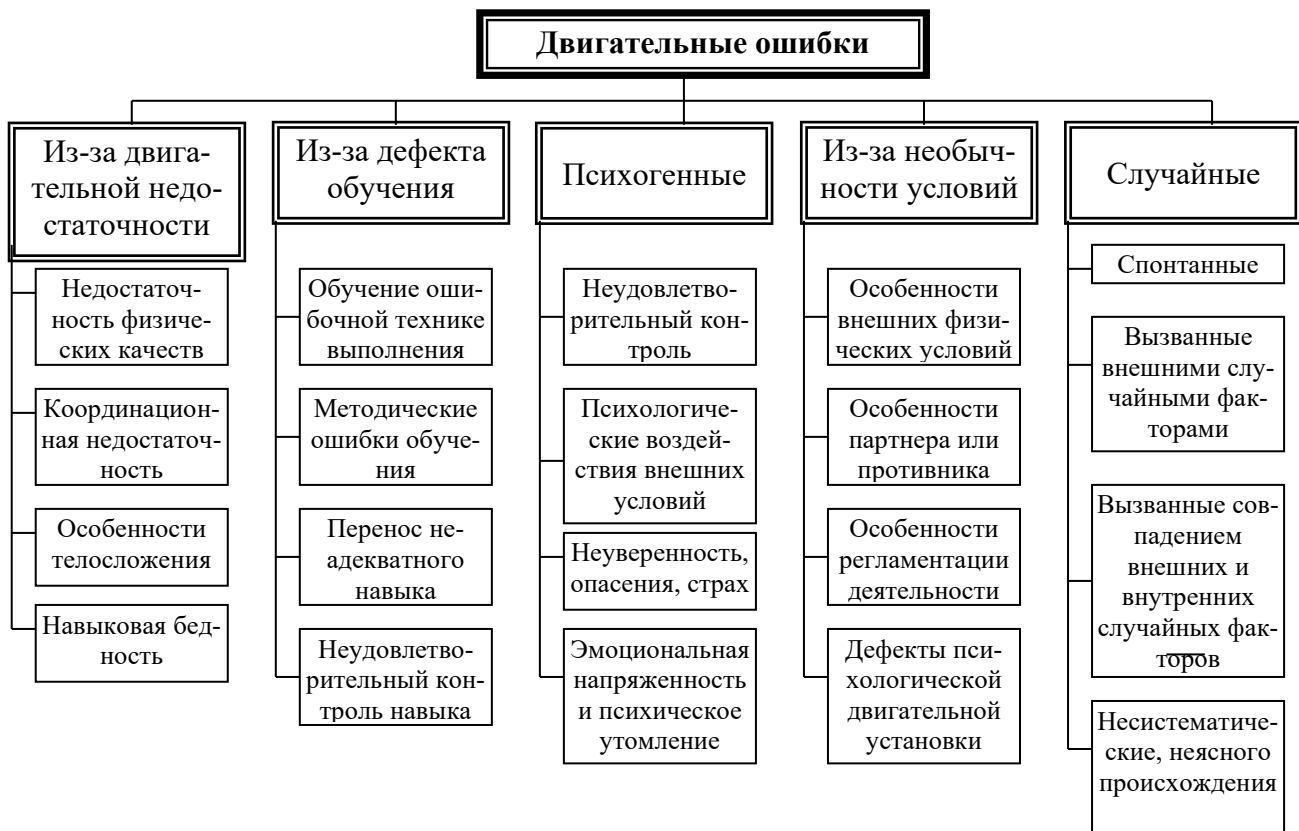 Двигательные ошибки
Из-за двига-
тельной недо-
статочности
Недостаточ-
ность физиче-
ских качеств
Координацион-
ная недостаточ-
ность
Особенности
телосложения
Навыковая бед-
ность
Из-за дефекта
обучения
Обучение оши-
бочной технике
выполнения
Методические
ошибки обуче-
ния
Перенос не-
адекватного
навыка
Неудовлетво-
рительный кон-
троль навыка
Психогенные
Неудовлетво-
рительный кон-
троль
Психологиче-
ские воздей-
ствия внешних
условий
Неуверенность,
опасения, страх
Эмоциональная
напряженность
и психическое
утомление
Из-за необыч-
ности условий
Особенности
внешних физи-
ческих условий
Особенности
партнера или
противника
Особенности
регламентации
деятельности
Дефекты пси-
хологической
двигательной
установки
Случайные
Спонтанные
Вызванные
внешними слу-
чайными фак-
торами
Вызванные сов-
падением
внешних и
внутренних
случайных фак-
торов
Несистематиче-
ские, неясного
происхождения